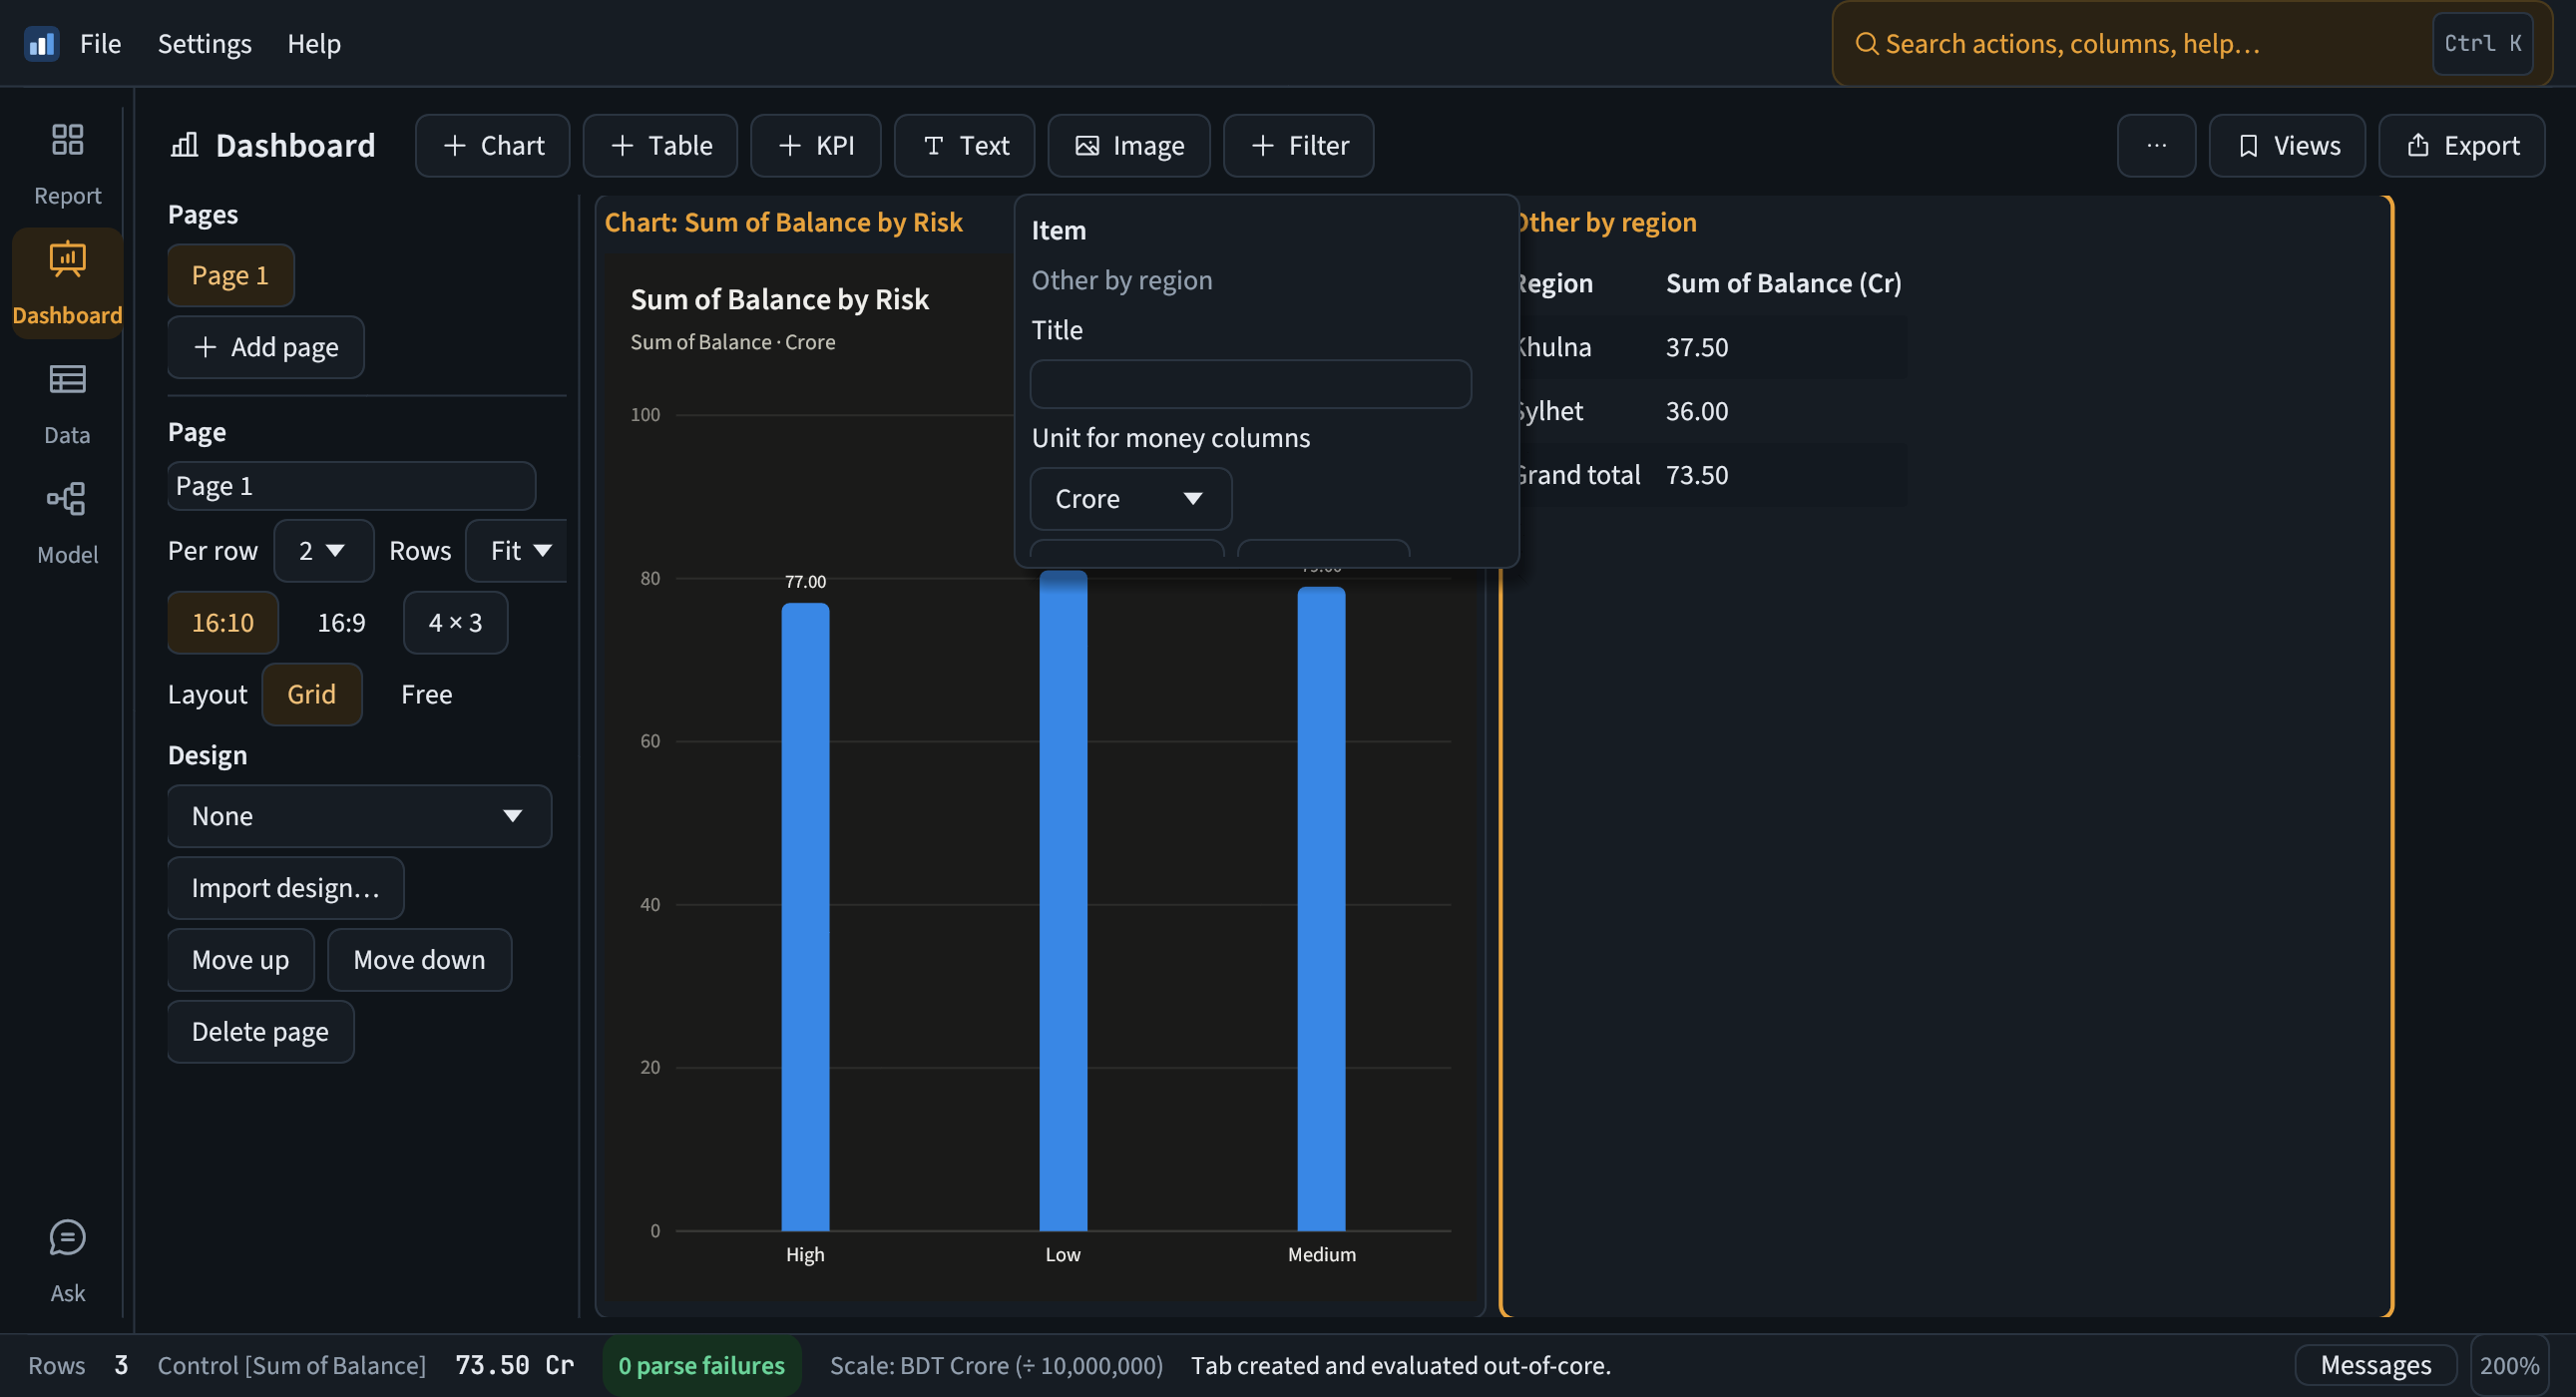 File Settings Help Search actions, columns, help... Ctrl K
Dashboard + Chart + Table + KPI Text Image + Filter ... Views Export
Report
Dashboard
Data
Model
Ask
Pages
Page 1
+ Add page
Page
Page 1
Per row 2 Rows Fit
16:10 16:9 4 × 3
Layout Grid Free
Design
None
Import design...
Move up Move down
Delete page
Chart: Sum of Balance by Risk
Sum of Balance by Risk
Sum of Balance · Crore
100
80
60
40
20
0
77.00
High Low Medium
Item
Other by region
Title
Unit for money columns
Crore
Other by region
Region Sum of Balance (Cr)
Khulna 37.50
Sylhet 36.00
Grand total 73.50
Rows 3 Control [Sum of Balance] 73.50 Cr 0 parse failures Scale: BDT Crore (÷ 10,000,000) Tab created and evaluated out-of-core. Messages 200%